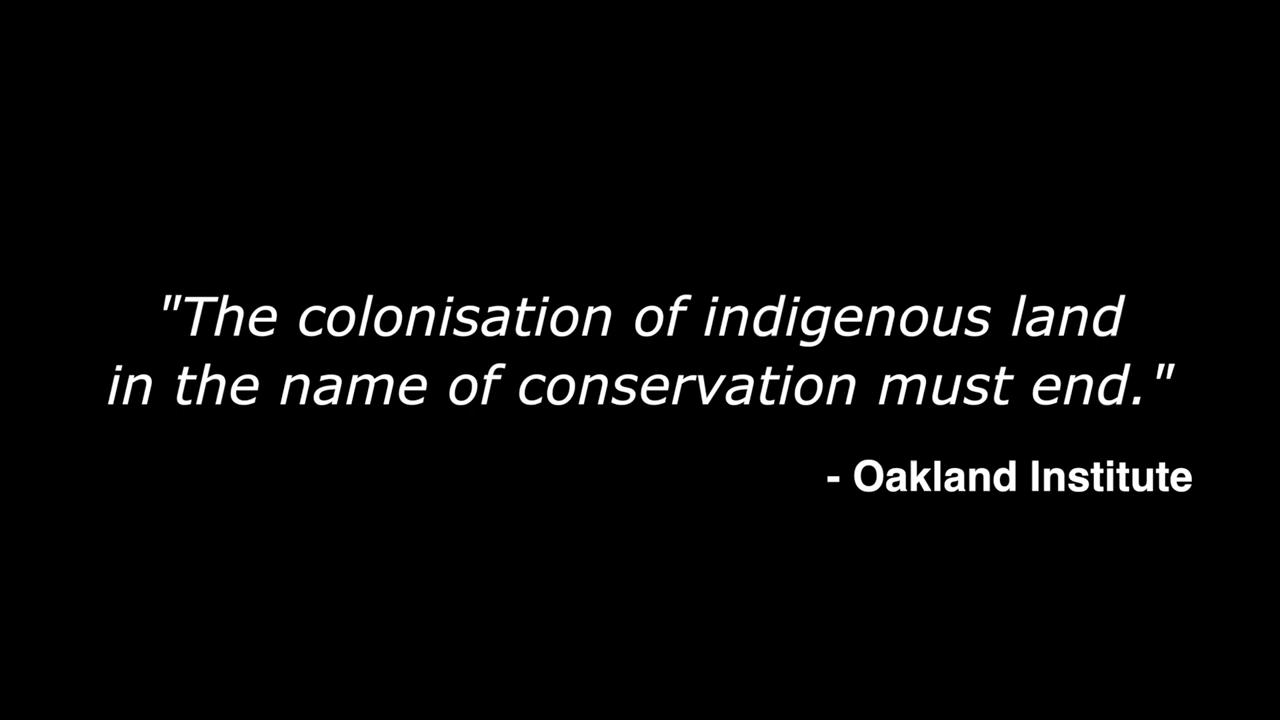 "The colonisation of indigenous land
in the name of conservation must end."
- Oakland Institute